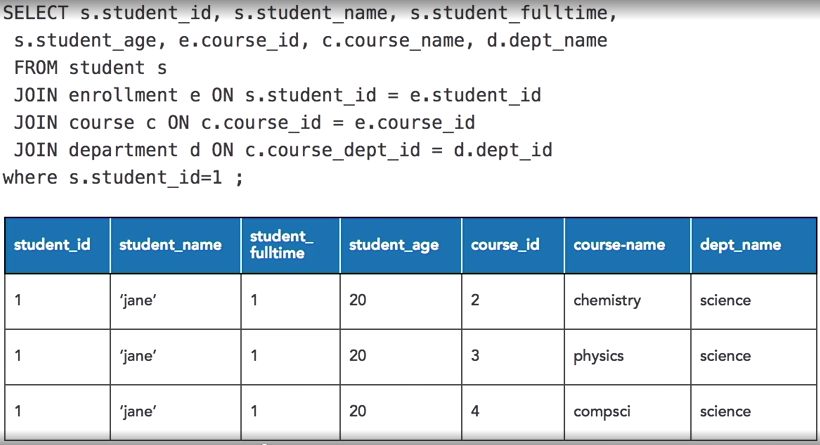 SELECT s.student_id, s.student_name, s.student_fulltime,
s.student_age, e.course_id, c.course_name, d.dept_name
FROM student s
JOIN enrollment e ON s.student_id = e.student_id
JOIN course c ON c.course_id = e.course_id
JOIN department d ON c.course_dept_id = d.dept_id
where s.student_id=1 ;
student_id student_name student_fulltime student_age course_id course-name dept_name
1 ‘jane’ 1 20 2 chemistry science
1 ‘jane’ 1 20 3 physics science
1 ‘jane’ 1 20 4 compsci science